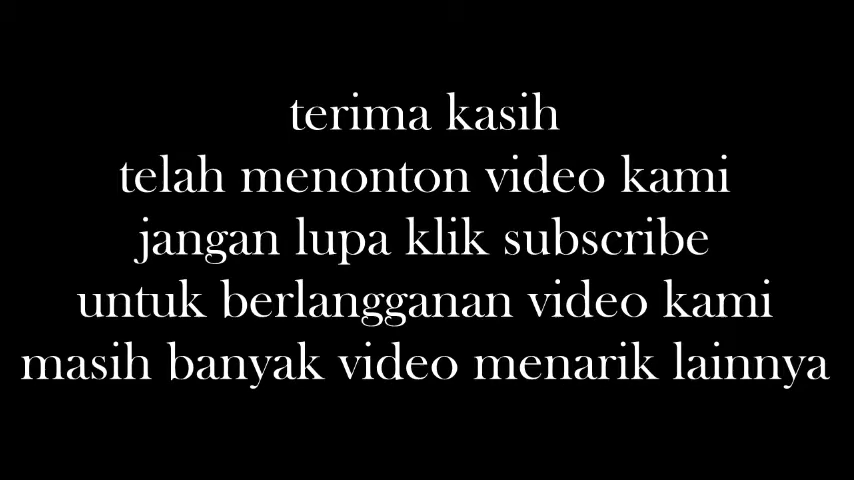 terima kasih
telah menonton video kami
jangan lupa klik subscribe
untuk berlangganan video kami
masih banyak video menarik lainnya